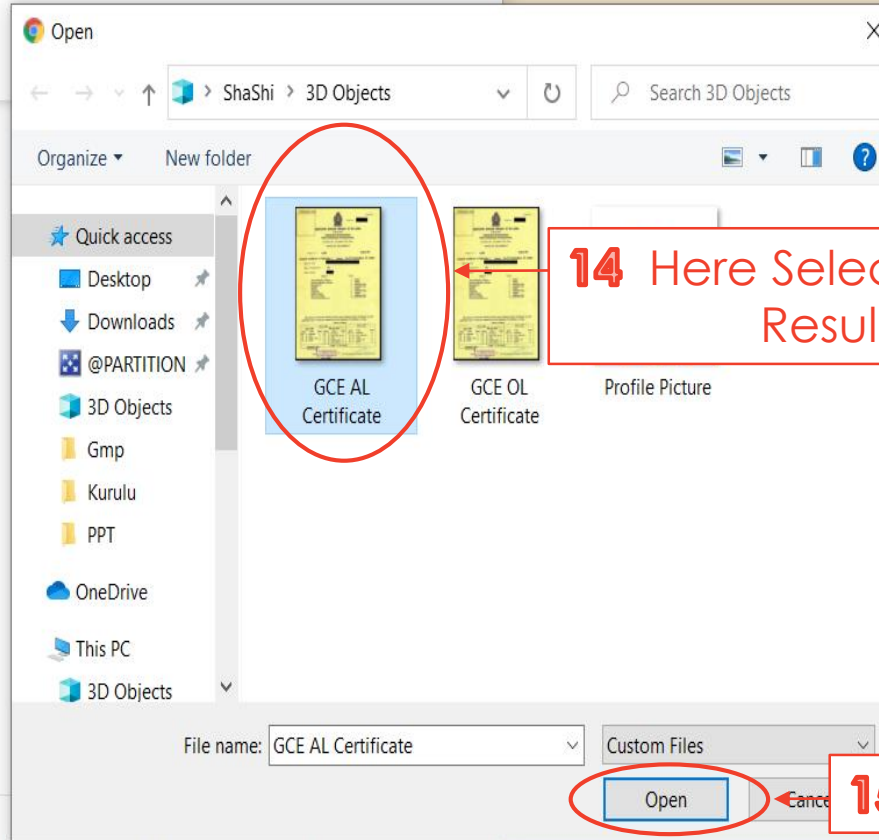 Open
ShaShi > 3D Objects
Search 3D Objects
Organize
New folder
Quick access
Desktop
Downloads
@PARTITION
3D Objects
Gmp
Kurulu
PPT
OneDrive
This PC
3D Objects
GCE AL
Certificate
GCE OL
Certificate
Profile Picture
14 Here Selec
Resul
File name: GCE AL Certificate
Custom Files
Open
Cance
15